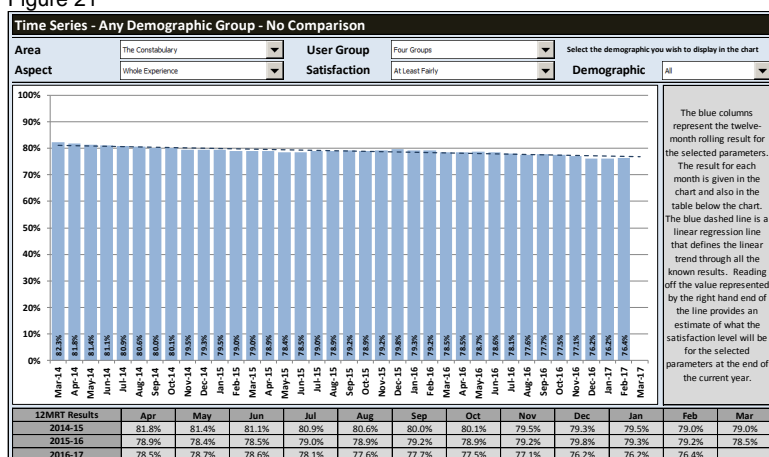 Figure 21
Time Series - Any Demographic Group - No Comparison
Area The Constabulary User Group Four Groups Select the demographic you wish to display in the chart
Aspect Whole Experience Satisfaction At Least Fairly Demographic All
100%
90%
80%
70%
60%
50%
40%
30%
20%
10%
0%
82.3% 81.8% 81.4% 81.1% 80.9% 80.6% 80.0% 80.1% 79.5% 79.3% 79.5% 79.0% 79.0% 78.9% 78.4% 78.5% 79.0% 78.9% 79.2% 78.9% 79.2% 79.8% 79.3% 79.2% 78.5% 78.5% 78.7% 78.6% 78.1% 77.6% 77.7% 77.5% 77.1% 76.2% 76.2% 76.4%
Mar-14 Apr-14 May-14 Jun-14 Jul-14 Aug-14 Sep-14 Oct-14 Nov-14 Dec-14 Jan-15 Feb-15 Mar-15 Apr-15 May-15 Jun-15 Jul-15 Aug-15 Sep-15 Oct-15 Nov-15 Dec-15 Jan-16 Feb-16 Mar-16 Apr-16 May-16 Jun-16 Jul-16 Aug-16 Sep-16 Oct-16 Nov-16 Dec-16 Jan-17 Feb-17 Mar-17
The blue columns
represent the twelve-
month rolling result for
the selected parameters.
The result for each
month is given in the
chart and also in the
table below the chart.
The blue dashed line is a
linear regression line
that defines the linear
trend through all the
known results. Reading
off the value represented
by the right hand end of
the line provides an
estimate of what the
satisfaction level will be
for the selected
parameters at the end of
the current year.
12MRT Results Apr May Jun Jul Aug Sep Oct Nov Dec Jan Feb Mar
2014-15 81.8% 81.4% 81.1% 80.9% 80.6% 80.0% 80.1% 79.5% 79.3% 79.5% 79.0% 79.0%
2015-16 78.9% 78.4% 78.5% 79.0% 78.9% 79.2% 78.9% 79.2% 79.8% 79.3% 79.2% 78.5%
2016-17 78.5% 78.7% 78.6% 78.1% 77.6% 77.7% 77.5% 77.1% 76.2% 76.2% 76.4%